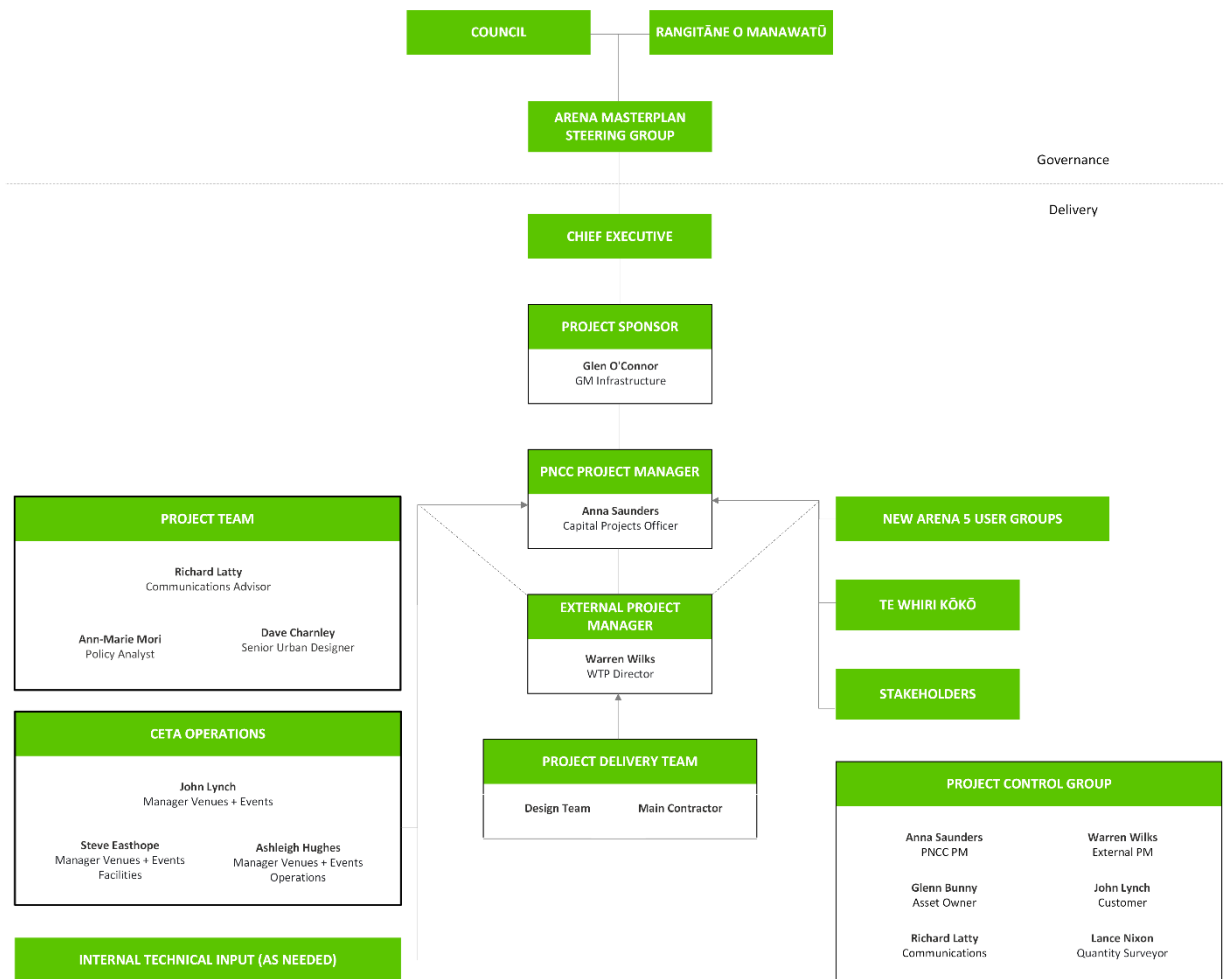 COUNCIL
RANGITĀNE O MANAWATŪ
ARENA MASTERPLAN
STEERING GROUP
Governance
Delivery
CHIEF EXECUTIVE
PROJECT SPONSOR
Glen O'Connor
GM Infrastructure
PNCC PROJECT MANAGER
Anna Saunders
Capital Projects Officer
PROJECT TEAM
Richard Latty
Communications Advisor
Ann-Marie Mori
Policy Analyst
Dave Charnley
Senior Urban Designer
NEW ARENA 5 USER GROUPS
TE WHIRI KŌKŌ
STAKEHOLDERS
EXTERNAL PROJECT
MANAGER
Warren Wilks
WTP Director
CETA OPERATIONS
John Lynch
Manager Venues + Events
Steve Easthope
Manager Venues + Events
Facilities
Ashleigh Hughes
Manager Venues + Events
Operations
PROJECT DELIVERY TEAM
Design Team
Main Contractor
PROJECT CONTROL GROUP
Anna Saunders
PNCC PM
Warren Wilks
External PM
Glenn Bunny
Asset Owner
John Lynch
Customer
Richard Latty
Communications
Lance Nixon
Quantity Surveyor
INTERNAL TECHNICAL INPUT (AS NEEDED)